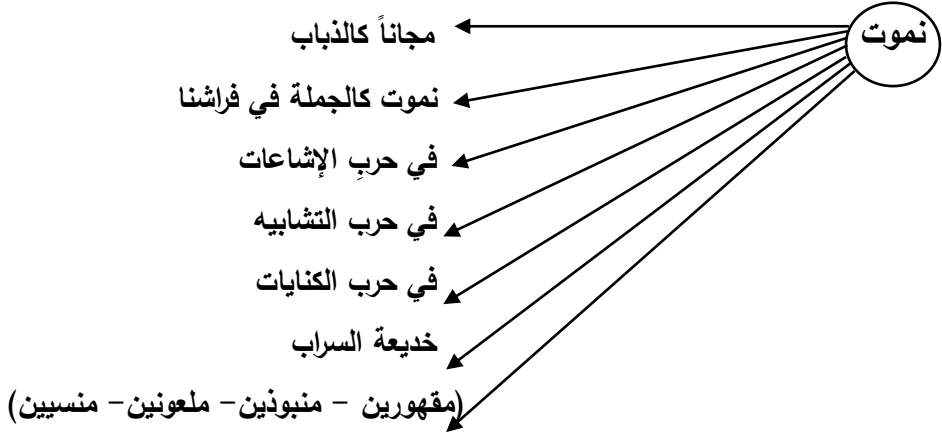 نموت
مجاناً كالذباب
نموت كالجملة في فراشنا
في حربِ الإشاعات
في حرب التشابيه
في حرب الكنايات
خديعة السراب
(مقهورين - منبوذين- ملعونين- منسيين)